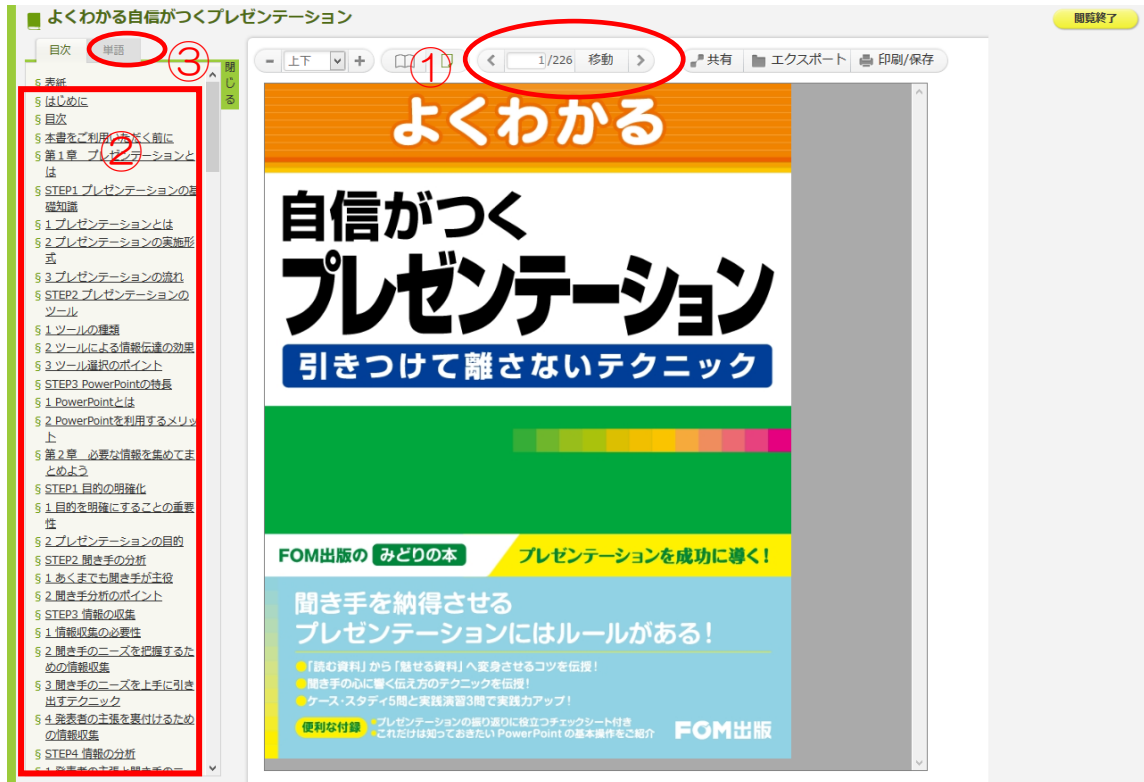 よくわかる自信がつくプレゼンテーション
閲覧終了
目次
単語
③
閉じる
- 上下 +
①
< 1/226 移動 >
共有
エクスポート
印刷/保存
§ 表紙
§ はじめに
§ 目次
§ 本書をご利用いただく前に
②
§ 第1章 プレゼンテーションと
は
§ STEP1 プレゼンテーションの基
礎知識
§ 1 プレゼンテーションとは
§ 2 プレゼンテーションの実施形
式
§ 3 プレゼンテーションの流れ
§ STEP2 プレゼンテーションの
ツール
§ 1 ツールの種類
§ 2 ツールによる情報伝達の効果
§ 3 ツール選択のポイント
§ STEP3 PowerPointの特長
§ 1 PowerPointとは
§ 2 PowerPointを利用するメリッ
ト
§ 第2章 必要な情報を集めてま
とめよう
§ STEP1 目的の明確化
§ 1 目的を明確にすることの重要
性
§ 2 プレゼンテーションの目的
§ STEP2 聞き手の分析
§ 1 あくまでも聞き手が主役
§ 2 聞き手分析のポイント
§ STEP3 情報の収集
§ 1 情報収集の必要性
§ 2 聞き手のニーズを把握するた
めの情報収集
§ 3 聞き手のニーズを上手に引き
出すテクニック
§ 4 発表者の主張を裏付けるため
の情報収集
§ STEP4 情報の分析
§ 1 発表者の主張と聞き手のニー
よくわかる
自信がつく
プレゼンテーション
引きつけて離さないテクニック
FOM出版の みどりの本
プレゼンテーションを成功に導く!
聞き手を納得させる
プレゼンテーションにはルールがある!
●「読む資料」から「魅せる資料」へ変身させるコツを伝授!
●聞き手の心に響く伝え方のテクニックを伝授!
●ケース・スタディ5問と実践演習3問で実践力アップ!
便利な付録
●プレゼンテーションの振り返りに役立つチェックシート付き
●これだけは知っておきたい PowerPoint の基本操作をご紹介
FOM出版